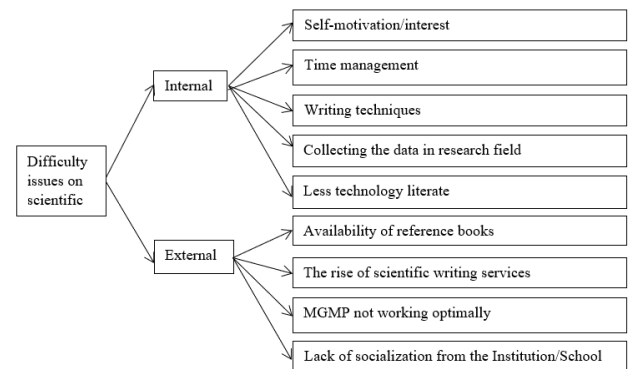 Self-motivation/interest
Time management
Internal
Writing techniques
Collecting the data in research field
Difficulty
issues on
scientific
Less technology literate
Availability of reference books
External
The rise of scientific writing services
MGMP not working optimally
Lack of socialization from the Institution/School